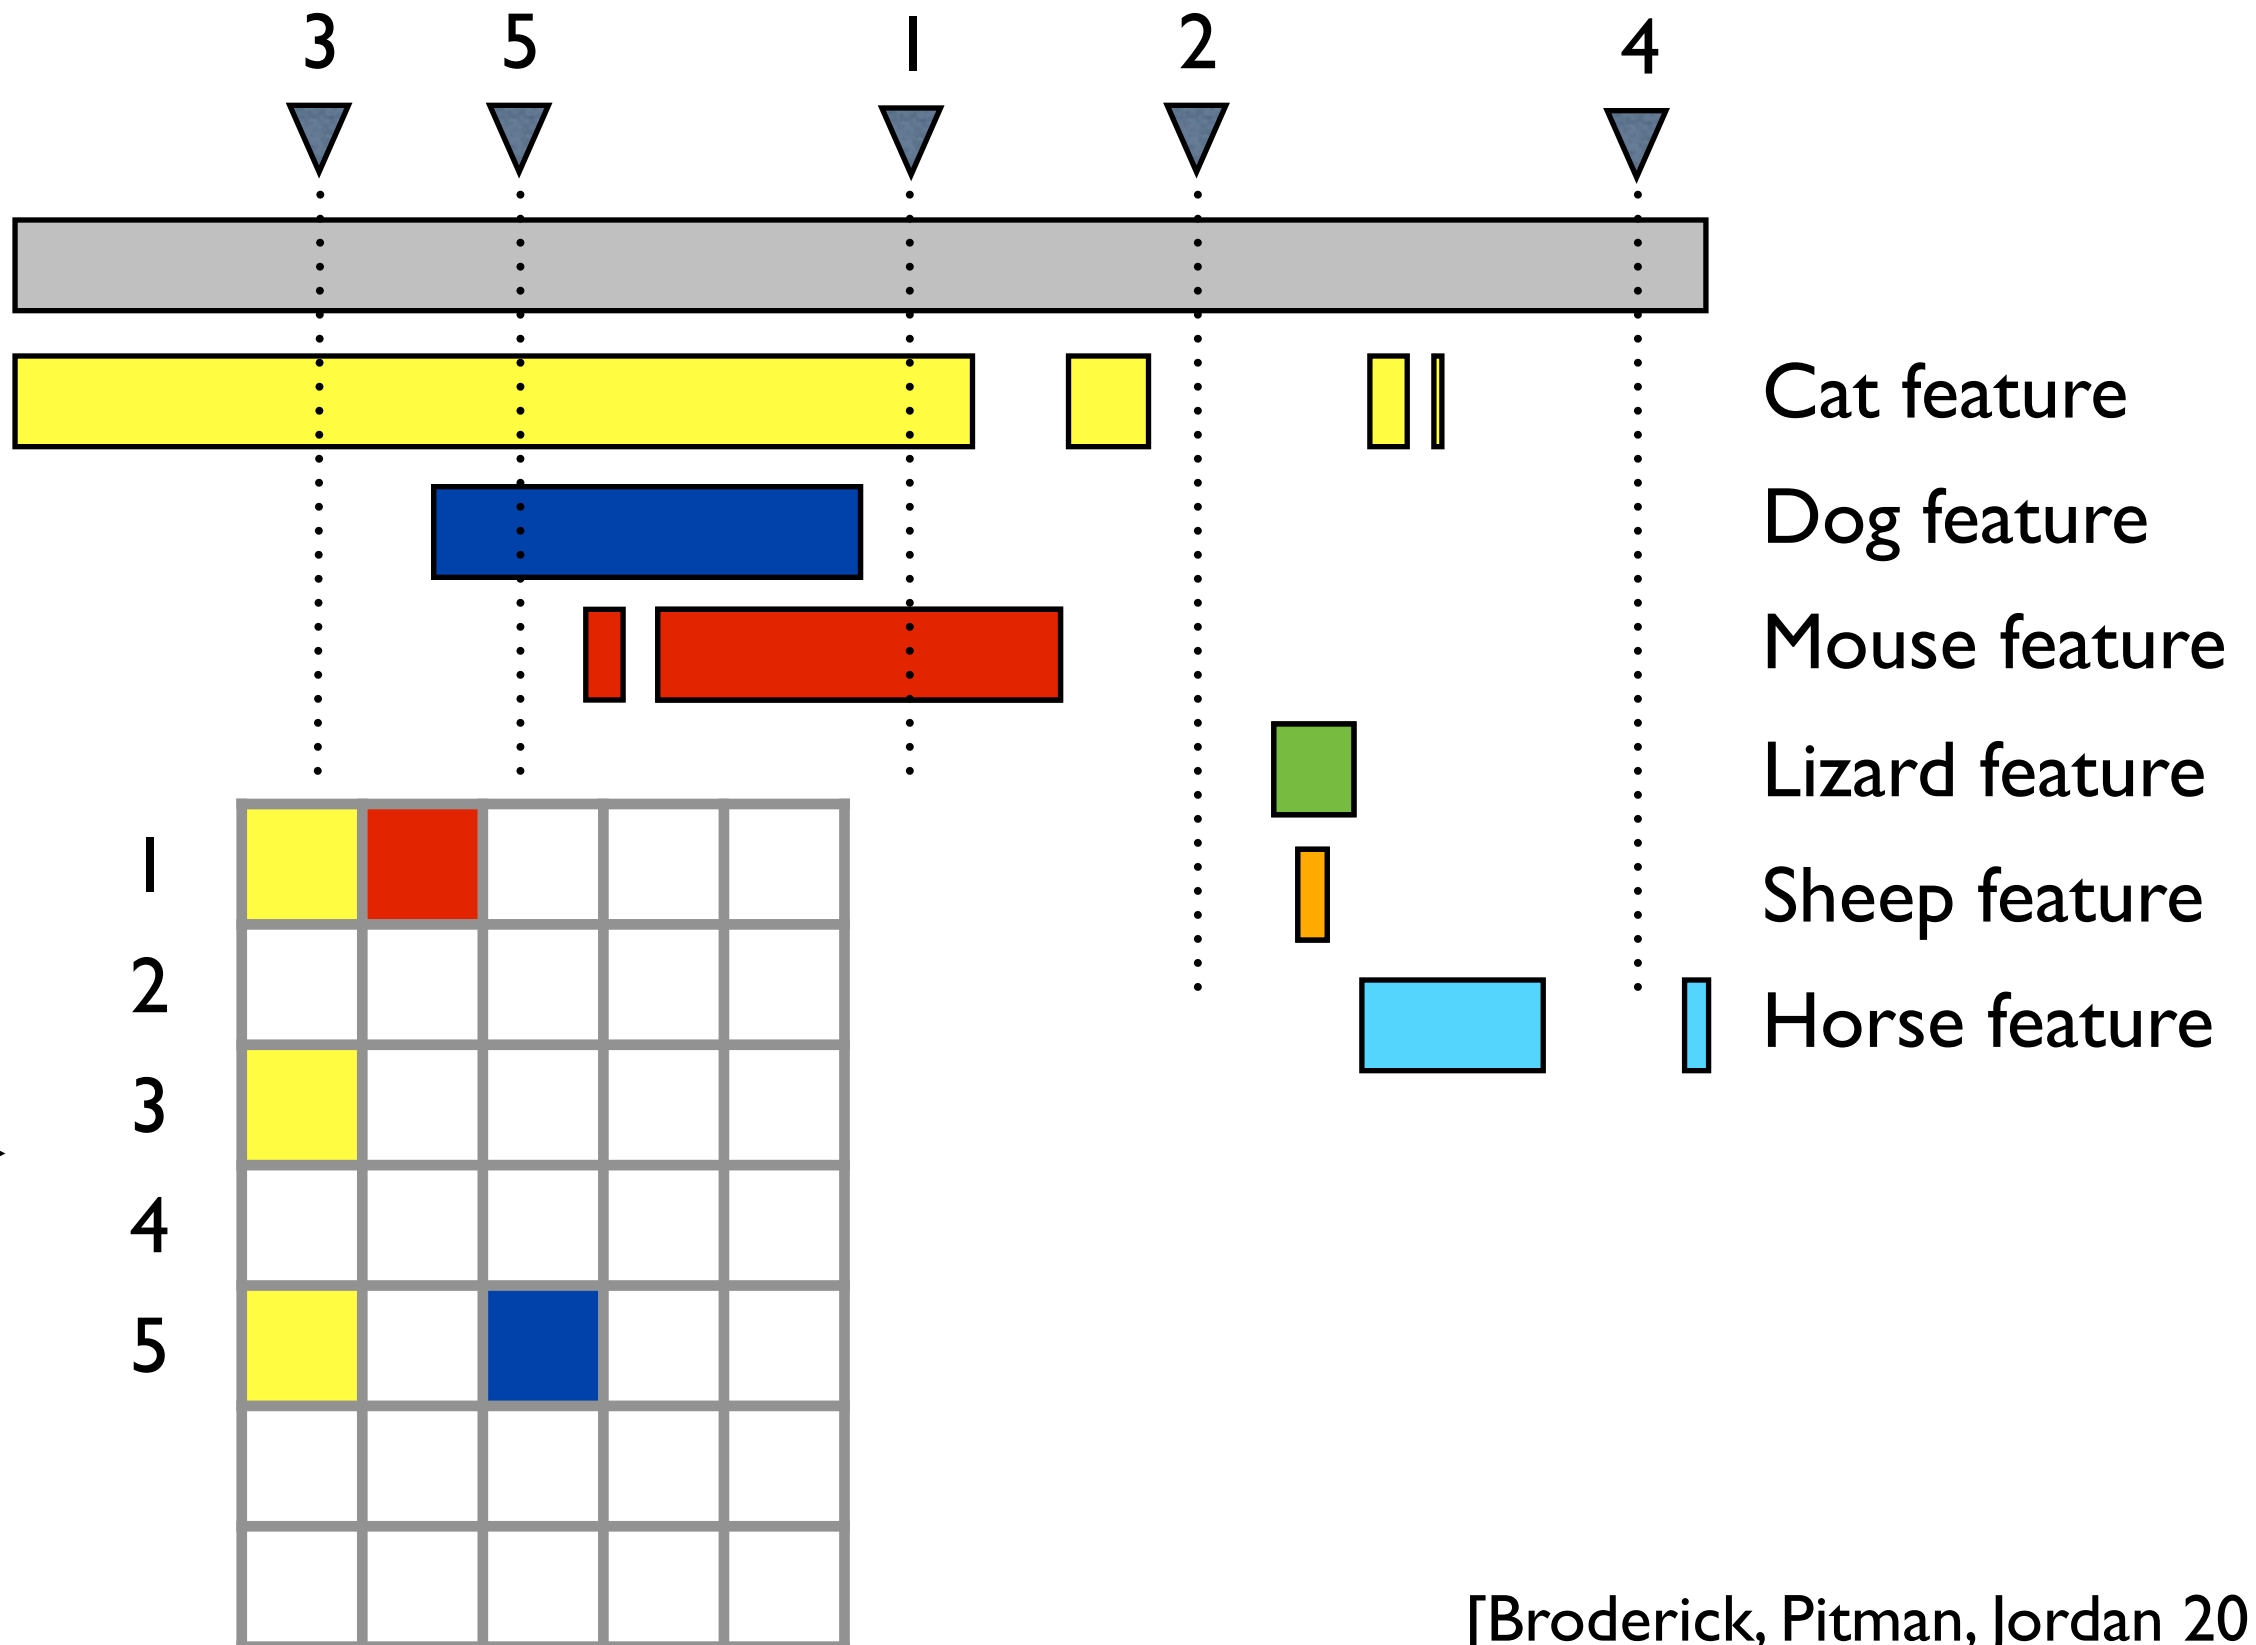 3 5 1 2 4
Cat feature
Dog feature
Mouse feature
Lizard feature
1
Sheep feature
2
Horse feature
3
4
5
[Broderick, Pitman, Jordan 20